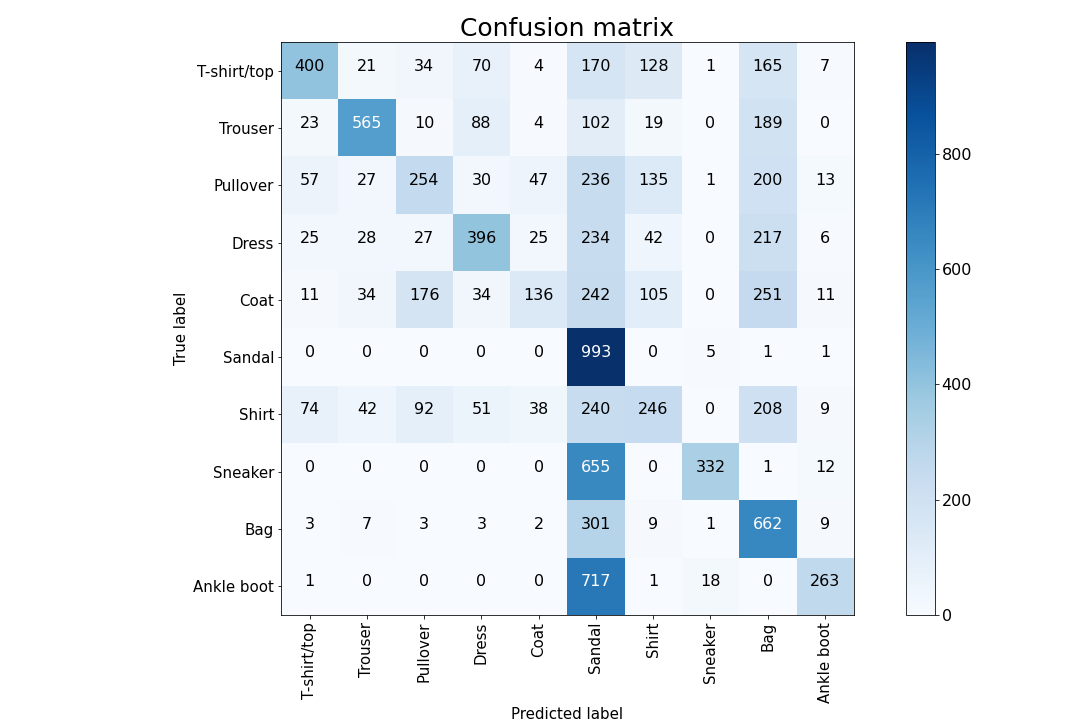 Confusion matrix
T-shirt/top 400 21 34 70 4 170 128 1 165 7
Trouser 23 565 10 88 4 102 19 0 189 0
Pullover 57 27 254 30 47 236 135 1 200 13
Dress 25 28 27 396 25 234 42 0 217 6
Coat 11 34 176 34 136 242 105 0 251 11
Sandal 0 0 0 0 0 993 0 5 1 1
Shirt 74 42 92 51 38 240 246 0 208 9
Sneaker 0 0 0 0 0 655 0 332 1 12
Bag 3 7 3 3 2 301 9 1 662 9
Ankle boot 1 0 0 0 0 717 1 18 0 263
True label
T-shirt/top Trouser Pullover Dress Coat Sandal Shirt Sneaker Bag Ankle boot
Predicted label
800
600
400
200
0